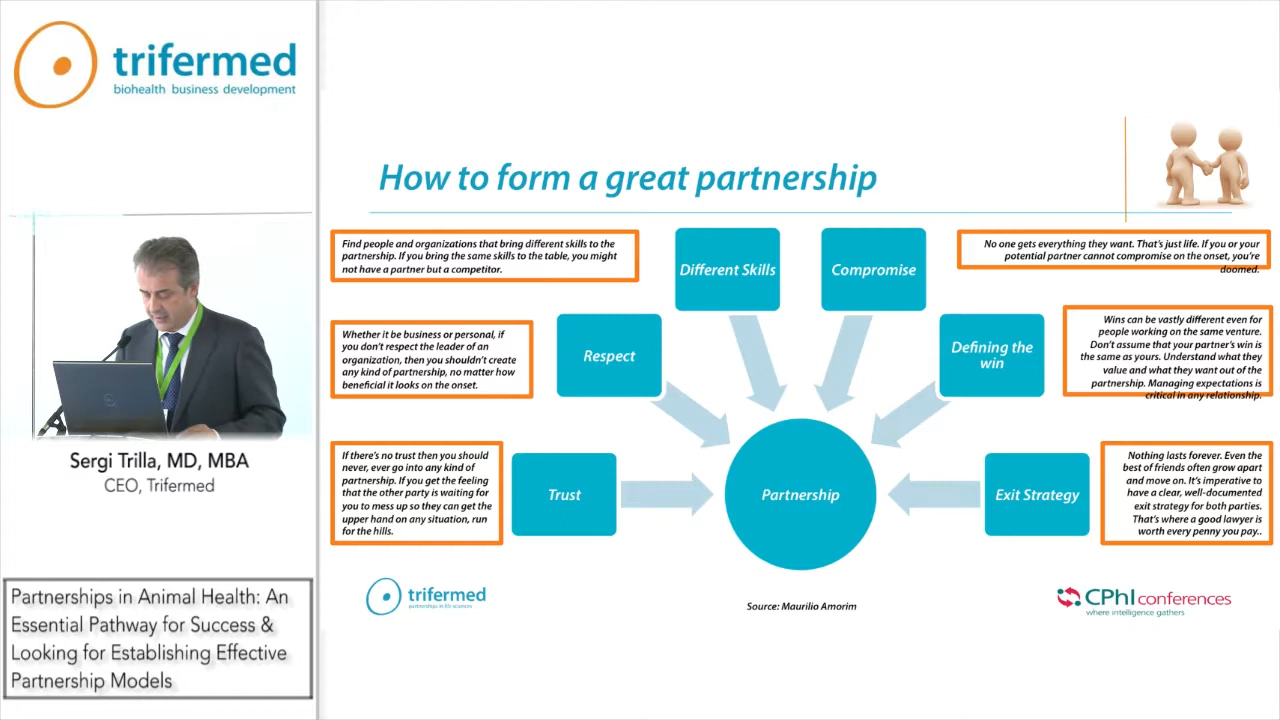 trifermed
biohealth business development
Sergi Trilla, MD, MBA
CEO, Trifermed
Partnerships in Animal Health: An
Essential Pathway for Success &
Looking for Establishing Effective
Partnership Models
How to form a great partnership
Find people and organizations that bring different skills to the
partnership. If you bring the same skills to the table, you might
not have a partner but a competitor.
Different Skills
Compromise
No one gets everything they want. That's just life. If you or your
potential partner cannot compromise on the onset, you're
doomed.
Whether it be business or personal, if
you don't respect the leader of an
organization, then you shouldn't create
any kind of partnership, no matter how
beneficial it looks on the onset.
Respect
Defining the
win
Wins can be vastly different even for
people working on the same venture.
Don't assume that your partner's win is
the same as yours. Understand what they
value and what they want out of the
partnership. Managing expectations is
critical in any relationship.
If there's no trust then you should
never, ever go into any kind of
partnership. If you get the feeling
that the other party is waiting for
you to mess up so they can get the
upper hand on any situation, run
for the hills.
Trust
Partnership
Exit Strategy
Nothing lasts forever. Even the
best of friends often grow apart
and move on. It's imperative to
have a clear, well-documented
exit strategy for both parties.
That's where a good lawyer is
worth every penny you pay..
trifermed
partnerships in life sciences
Source: Maurilio Amorim
CPhI conferences
where intelligence gathers